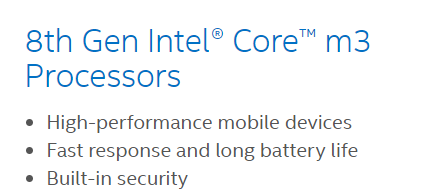 8th Gen Intel® Core™ m3
Processors
• High-performance mobile devices
• Fast response and long battery life
• Built-in security